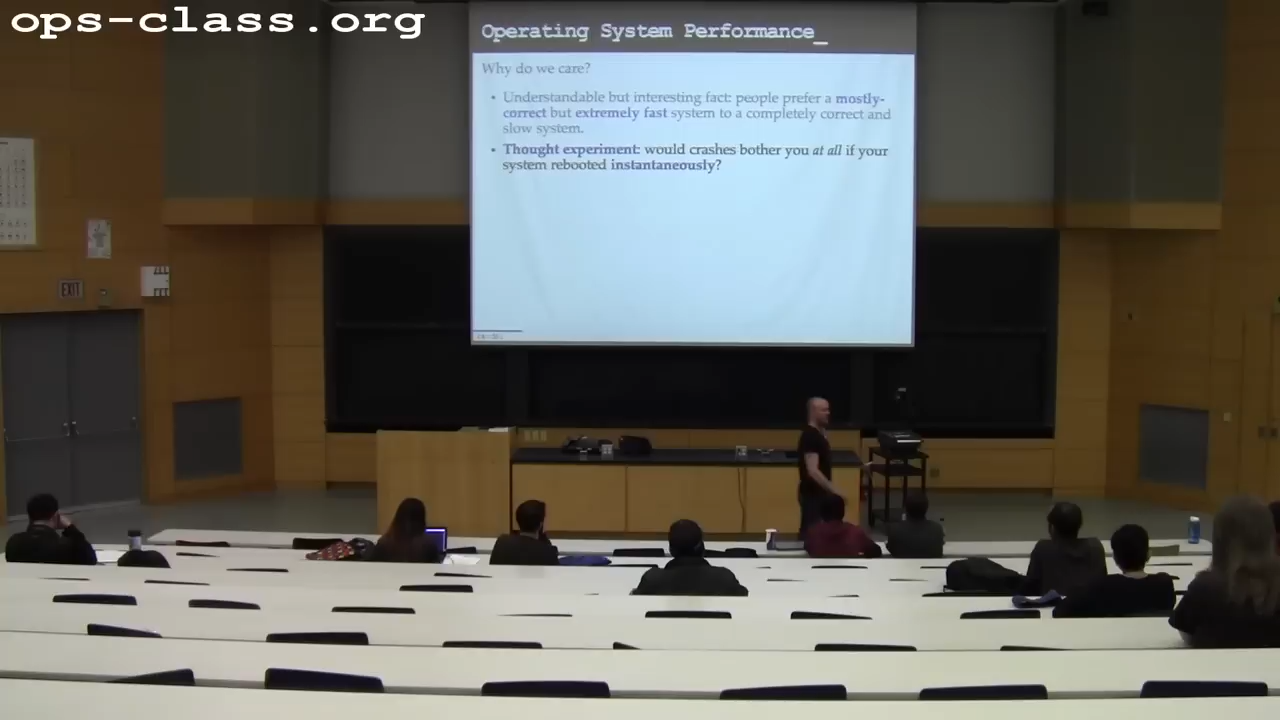 ops-class.org
Operating System Performance_
Why do we care?
• Understandable but interesting fact: people prefer a mostly-
correct but extremely fast system to a completely correct and
slow system.
• Thought experiment: would crashes bother you at all if your
system rebooted instantaneously?
EXIT